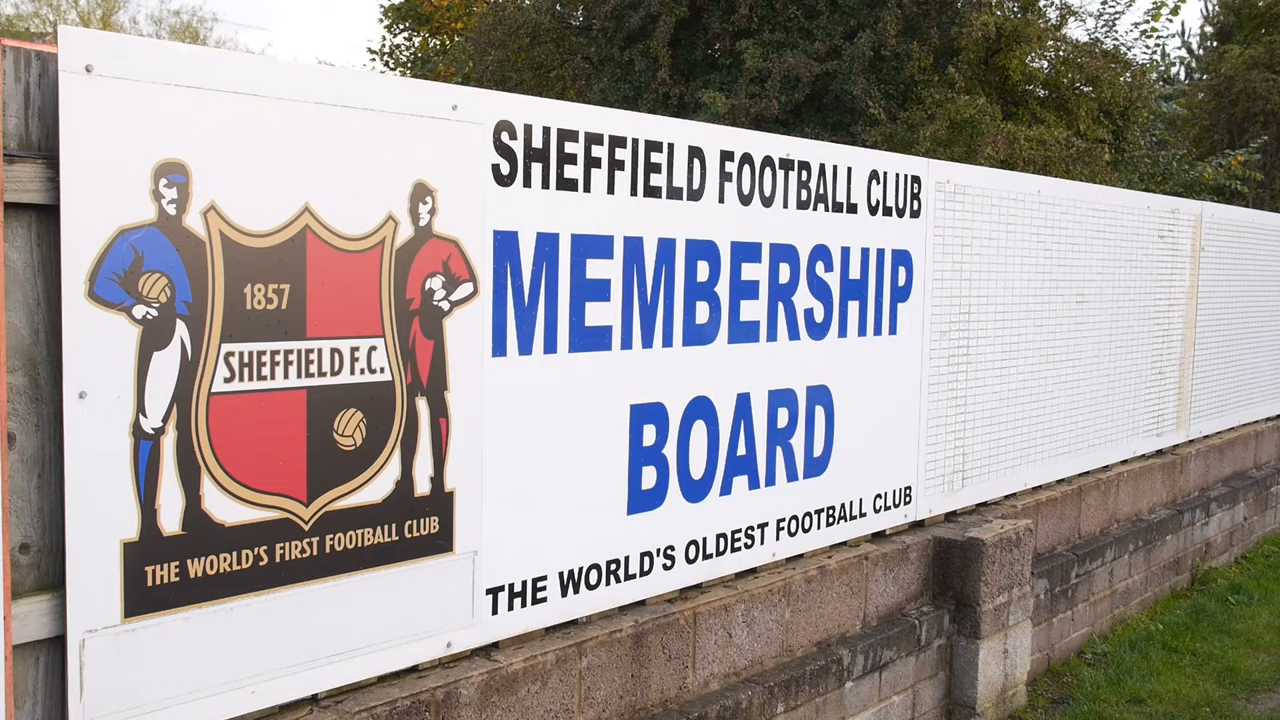 1857
SHEFFIELD F.C.
THE WORLD'S FIRST FOOTBALL CLUB
SHEFFIELD FOOTBALL CLUB
MEMBERSHIP
BOARD
THE WORLD'S OLDEST FOOTBALL CLUB